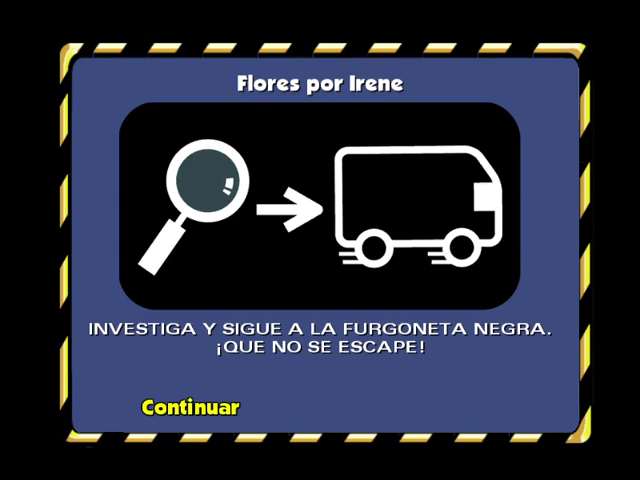 Flores por Irene
INVESTIGA Y SIGUE A LA FURGONETA NEGRA.
¡QUE NO SE ESCAPE!
Continuar